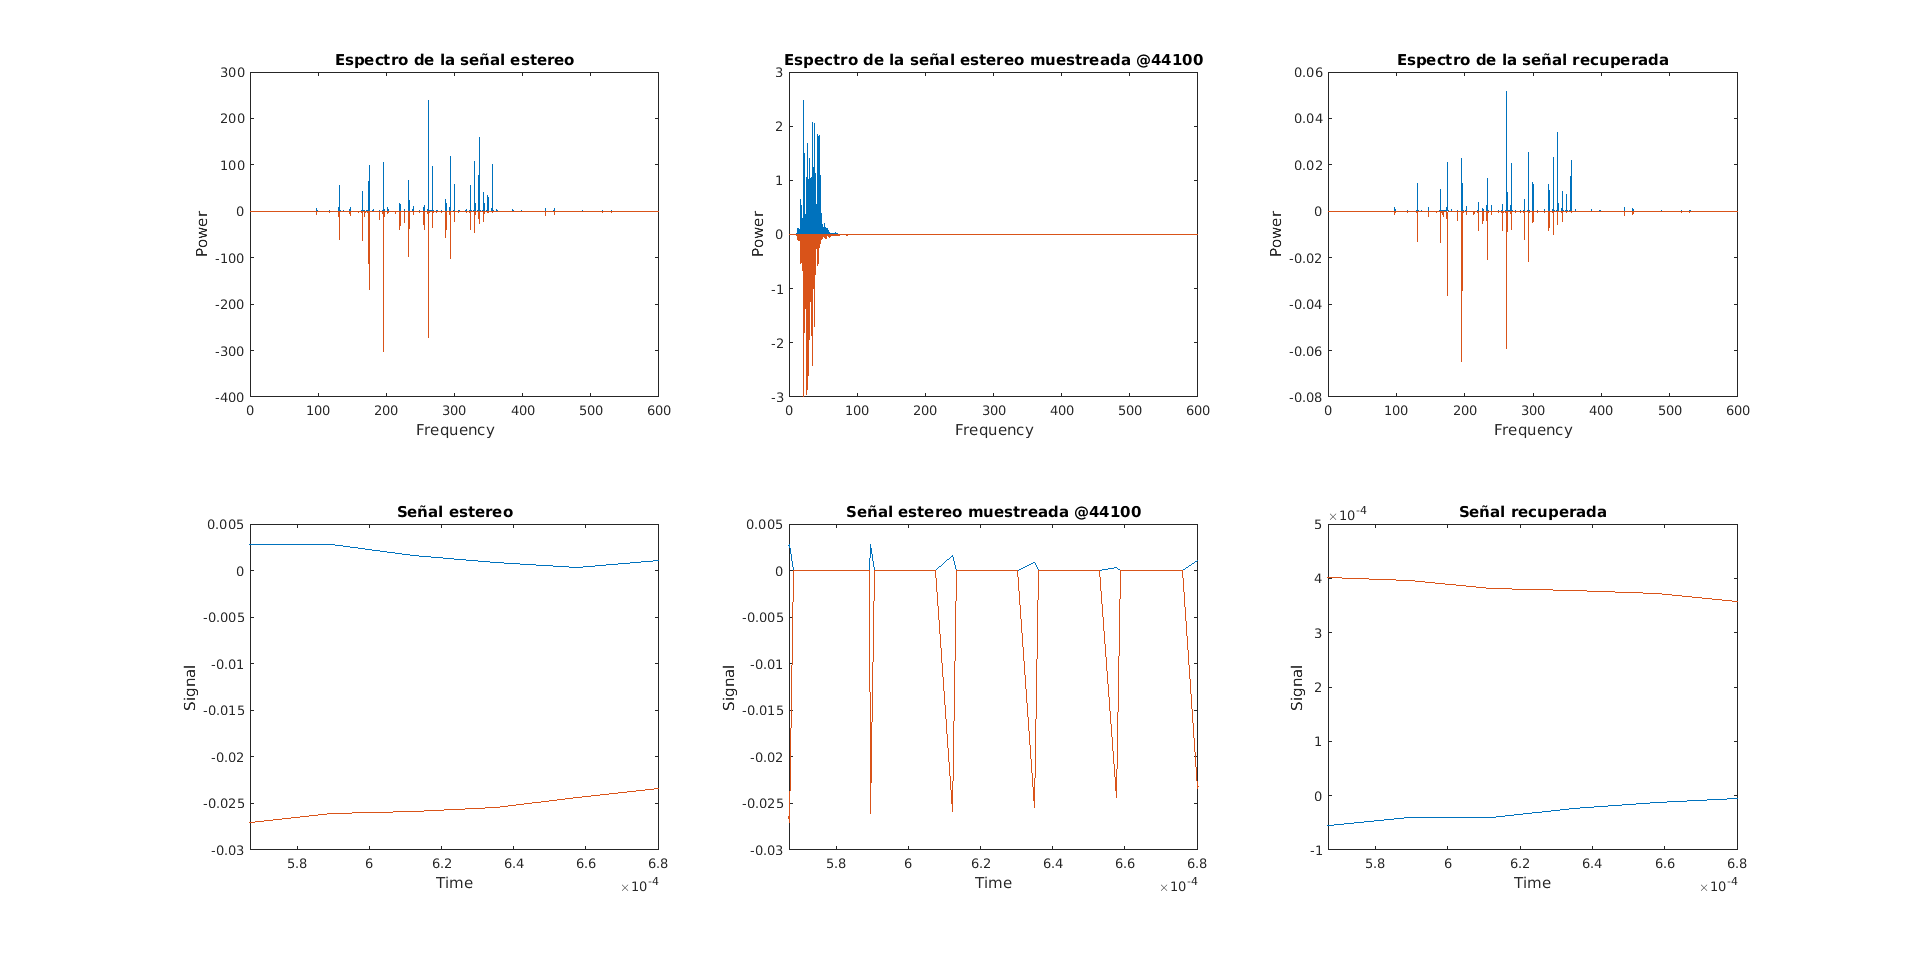 Espectro de la señal estereo
300
200
100
0
-100
-200
-300
-400
Power
0 100 200 300 400 500 600
Frequency
Espectro de la señal estereo muestreada @44100
3
2
1
0
-1
-2
-3
Power
0 100 200 300 400 500 600
Frequency
Espectro de la señal recuperada
0.06
0.04
0.02
0
-0.02
-0.04
-0.06
-0.08
Power
0 100 200 300 400 500 600
Frequency
Señal estereo
0.005
0
-0.005
-0.01
-0.015
-0.02
-0.025
-0.03
Signal
5.8 6 6.2 6.4 6.6 6.8
Time
×10-4
Señal estereo muestreada @44100
0.005
0
-0.005
-0.01
-0.015
-0.02
-0.025
-0.03
Signal
5.8 6 6.2 6.4 6.6 6.8
Time
×10-4
Señal recuperada
×10-4
5
4
3
2
1
0
-1
Signal
5.8 6 6.2 6.4 6.6 6.8
Time
×10-4